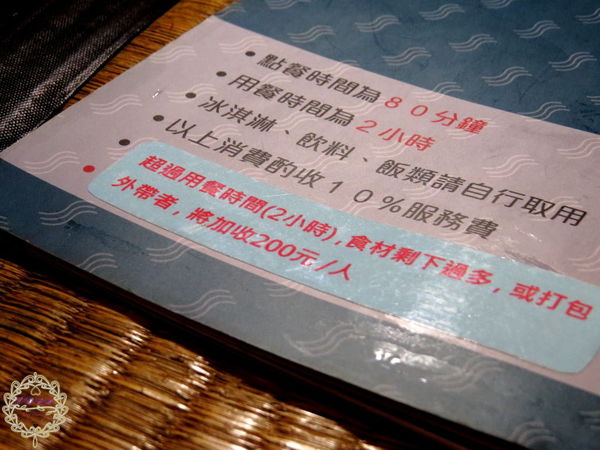 •點餐時間為80分鐘
•用餐時間為2小時
•冰淇淋、飲料、飯類請自行取用
•以上消費酌收10%服務費
•超過用餐時間(2小時),食材剩下過多,或打包
外帶者,將加收200元/人